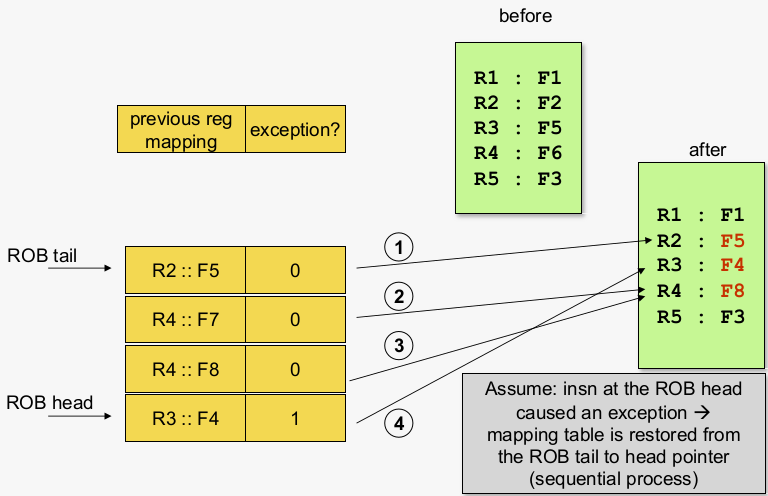 before
R1 : F1
R2 : F2
R3 : F5
R4 : F6
R5 : F3
previous reg
mapping
exception?
after
R1 : F1
R2 : F5
R3 : F4
R4 : F8
R5 : F3
ROB tail
R2 :: F5
0
1
R4 :: F7
0
2
R4 :: F8
0
3
ROB head
R3 :: F4
1
4
Assume: insn at the ROB head
caused an exception →
mapping table is restored from
the ROB tail to head pointer
(sequential process)